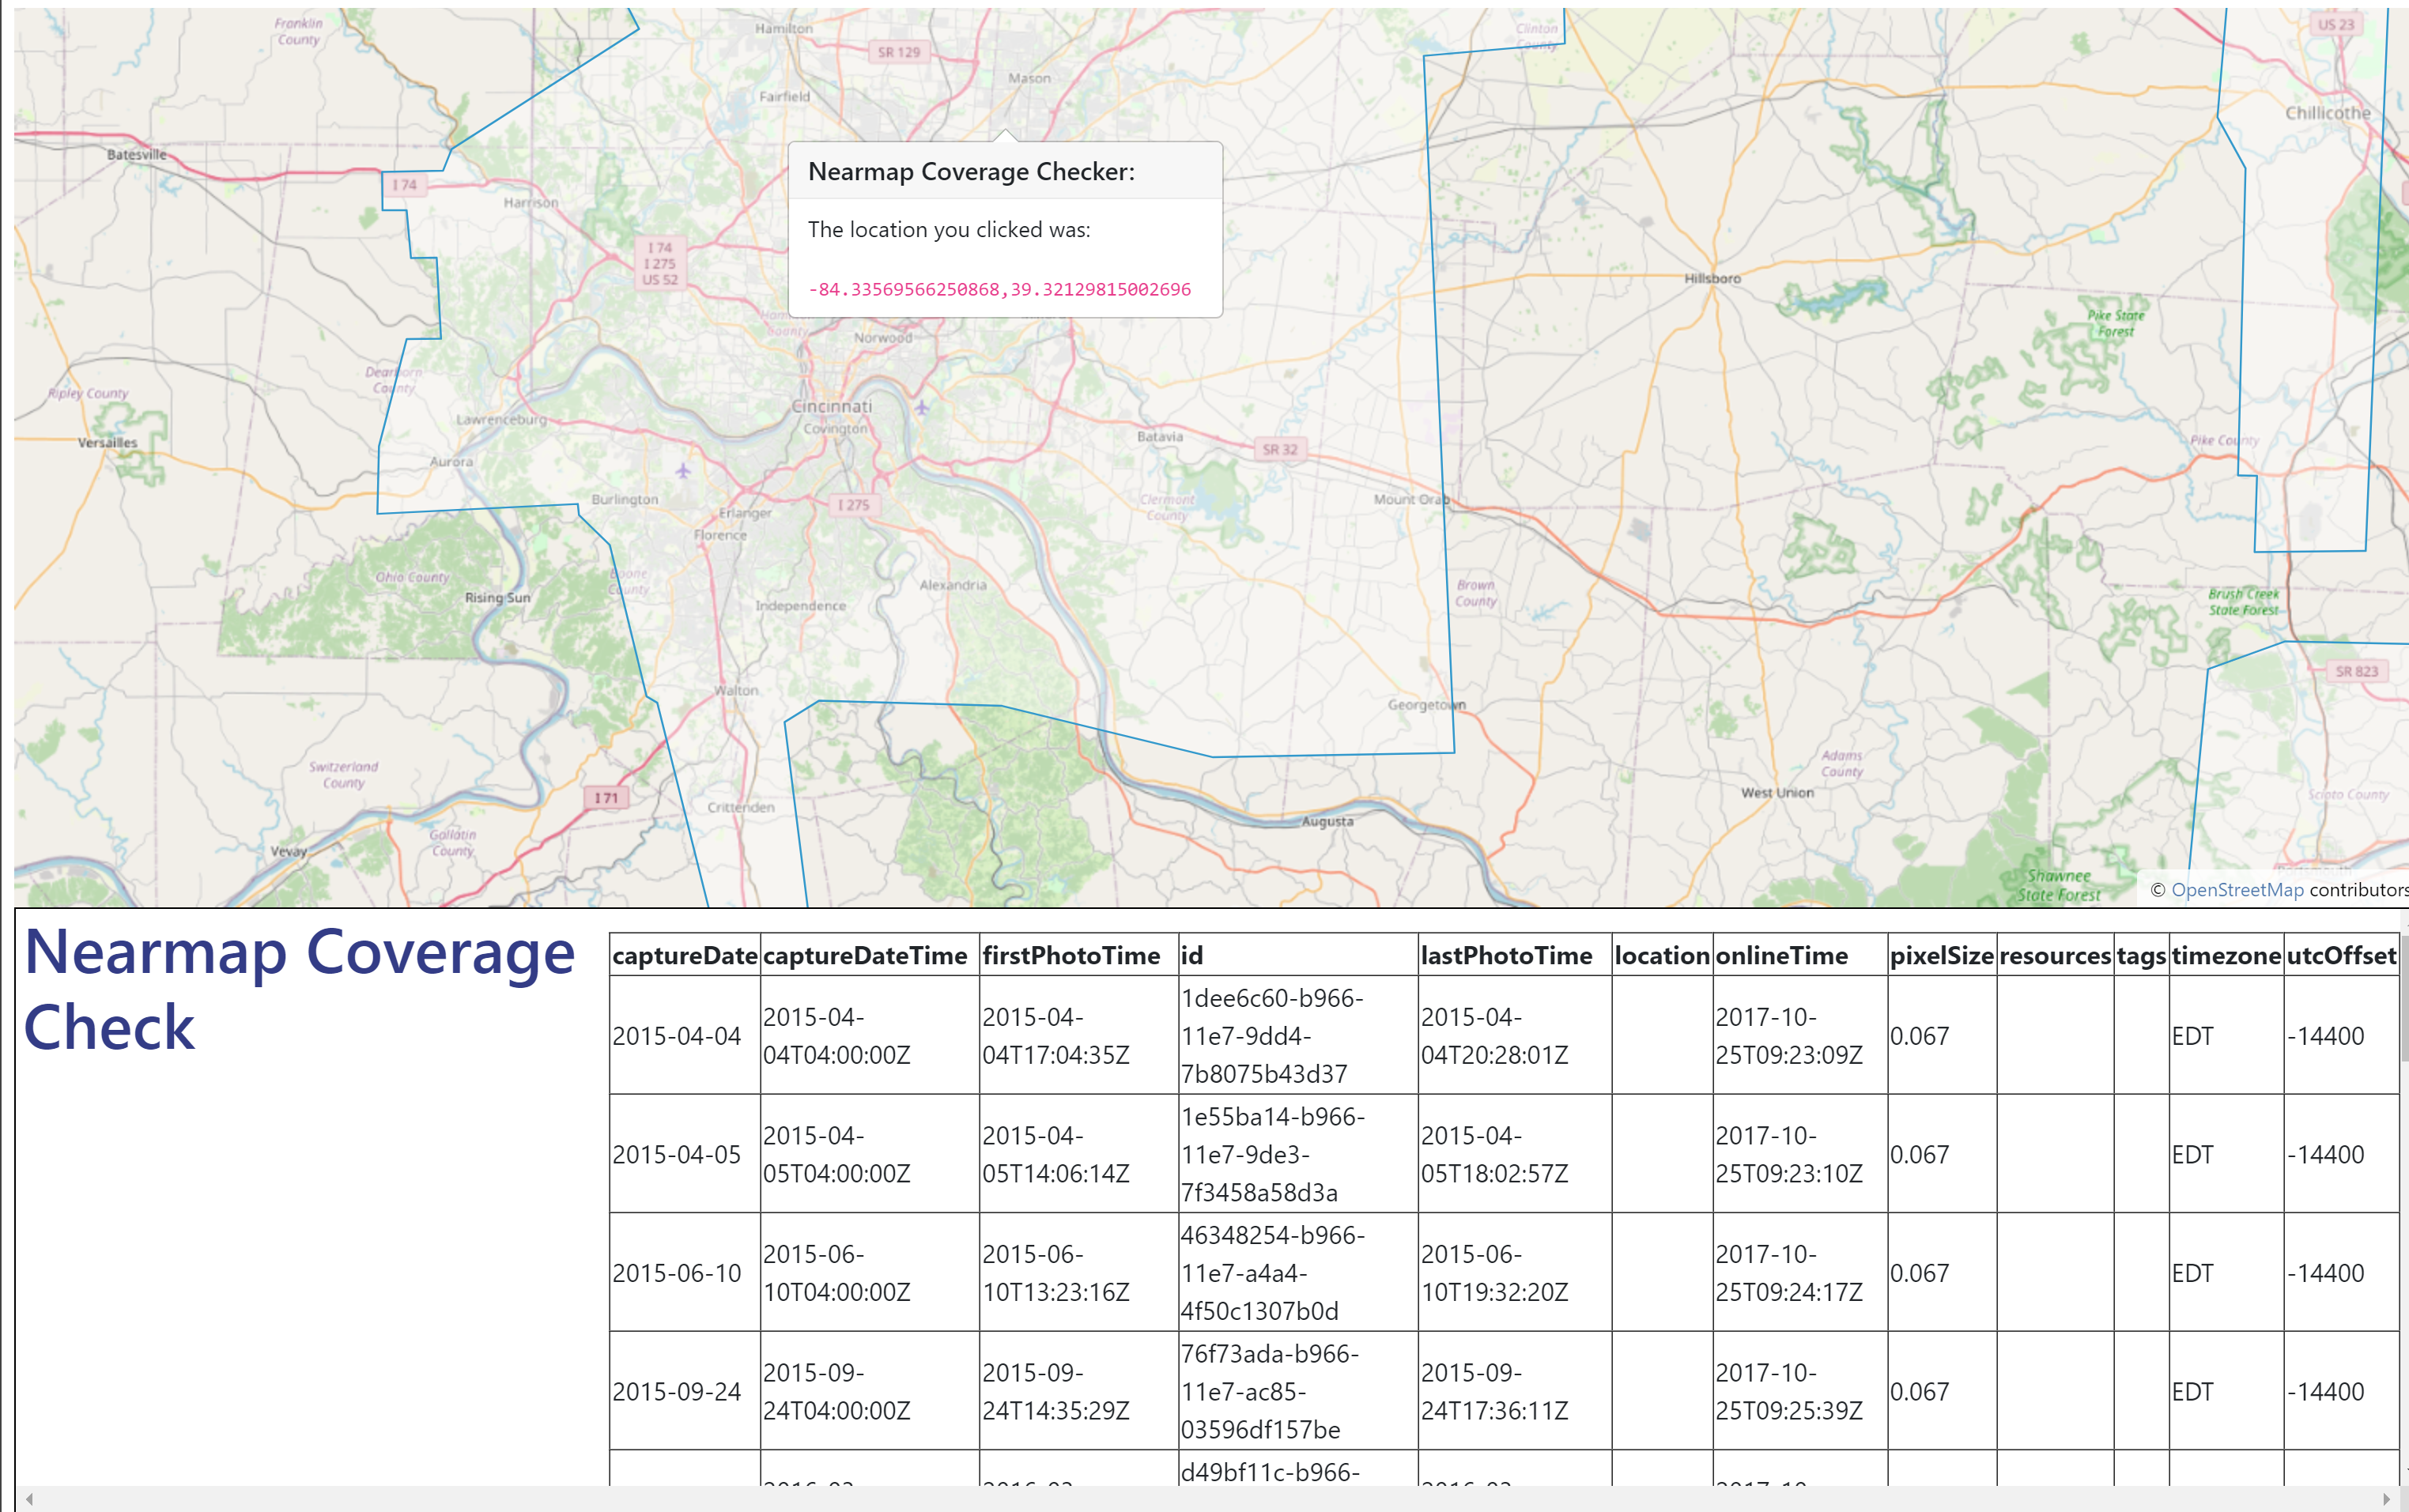 Franklin
County
Hamilton
SR 129
Clinton
County
US 23
Mason
Fairfield
Chillicothe
Batesville
I 74
Harrison
Nearmap Coverage Checker:
The location you clicked was:
-84.33569566250868,39.32129815002696
I 74
I 275
US 52
Hillsboro
Pike State
Forest
County
Norwood
Dearborn
County
Ripley County
Cincinnati
Covington
Lawrenceburg
Versailles
Batavia
SR 32
Pike County
Aurora
Burlington
Clermont
County
Mount Orab
I 275
Erlanger
Florence
Ohio County
Boone
County
Alexandria
Brown
County
Rising Sun
Independence
Brush Creek
State Forest
SR 823
Walton
Georgetown
Switzerland
County
Adams
County
I 71
Crittenden
West Union
Scioto County
Augusta
Gallatin
County
Vevay
Shawnee
State Forest
© OpenStreetMap contributors
Nearmap Coverage
Check
captureDate captureDateTime firstPhotoTime id lastPhotoTime location onlineTime pixelSize resources tags timezone utcOffset
1dee6c60-b966-
2015-04- 2015-04- 2015-04- 2017-10-
2015-04-04 11e7-9dd4- 0.067 EDT -14400
04T04:00:00Z 04T17:04:35Z 04T20:28:01Z 25T09:23:09Z
7b8075b43d37
1e55ba14-b966-
2015-04- 2015-04- 2015-04- 2017-10-
2015-04-05 11e7-9de3- 0.067 EDT -14400
05T04:00:00Z 05T14:06:14Z 05T18:02:57Z 25T09:23:10Z
7f3458a58d3a
46348254-b966-
2015-06- 2015-06- 2015-06- 2017-10-
2015-06-10 11e7-a4a4- 0.067 EDT -14400
10T04:00:00Z 10T13:23:16Z 10T19:32:20Z 25T09:24:17Z
4f50c1307b0d
76f73ada-b966-
2015-09- 2015-09- 2015-09- 2017-10-
2015-09-24 11e7-ac85- 0.067 EDT -14400
24T04:00:00Z 24T14:35:29Z 24T17:36:11Z 25T09:25:39Z
03596df157be
d49bf11c-b966-